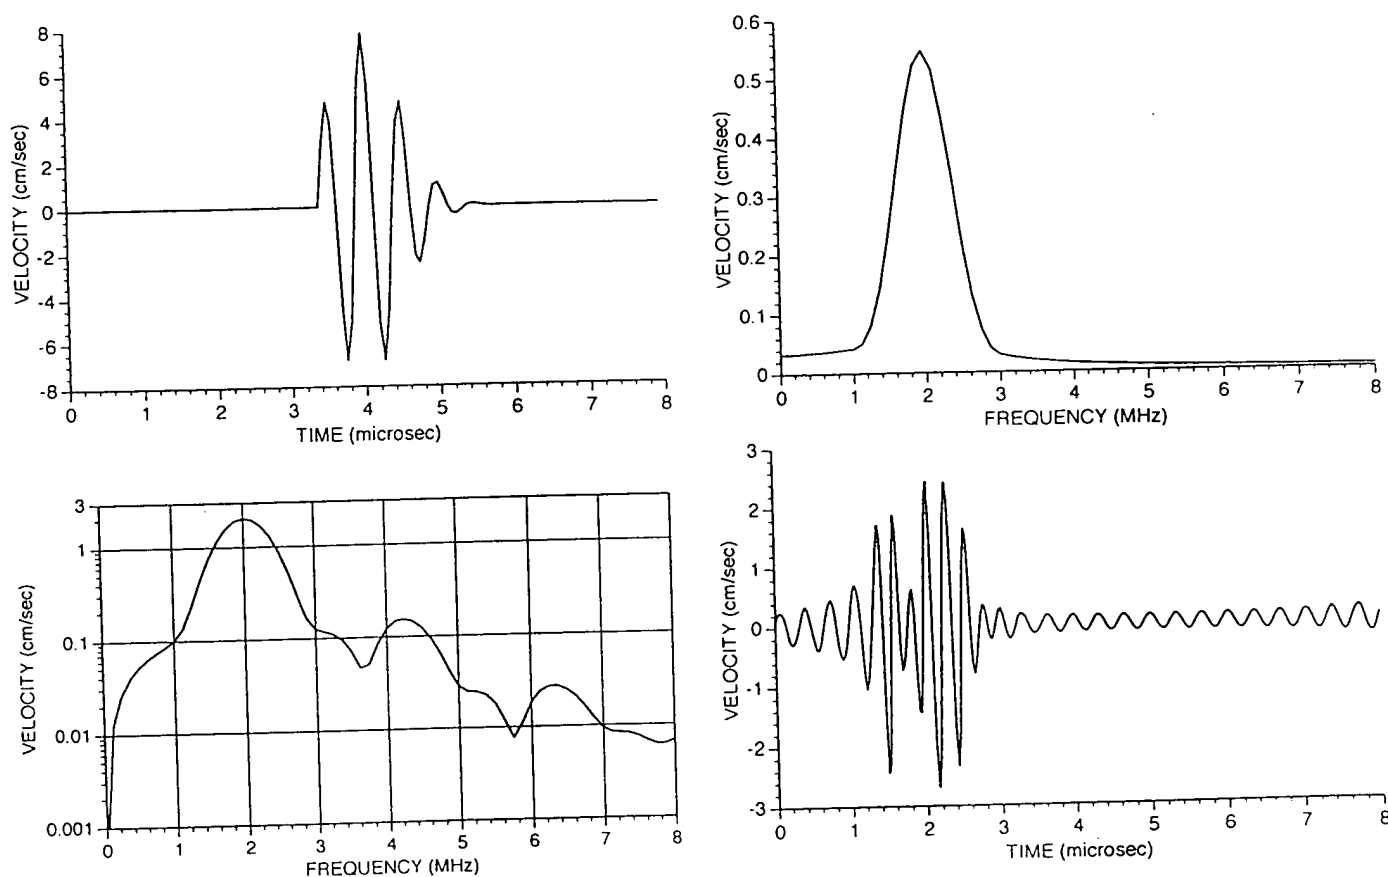 8
6
4
2
0
-2
-4
-6
-8
VELOCITY (cm/sec)
0 1 2 3 4 5 6 7 8
TIME (microsec)
0.6
0.5
0.4
0.3
0.2
0.1
0
VELOCITY (cm/sec)
0 1 2 3 4 5 6 7 8
FREQUENCY (MHz)
3
1
0.1
0.01
0.001
VELOCITY (cm/sec)
0 1 2 3 4 5 6 7 8
FREQUENCY (MHz)
3
2
1
0
-1
-2
-3
VELOCITY (cm/sec)
0 1 2 3 4 5 6 7 8
TIME (microsec)